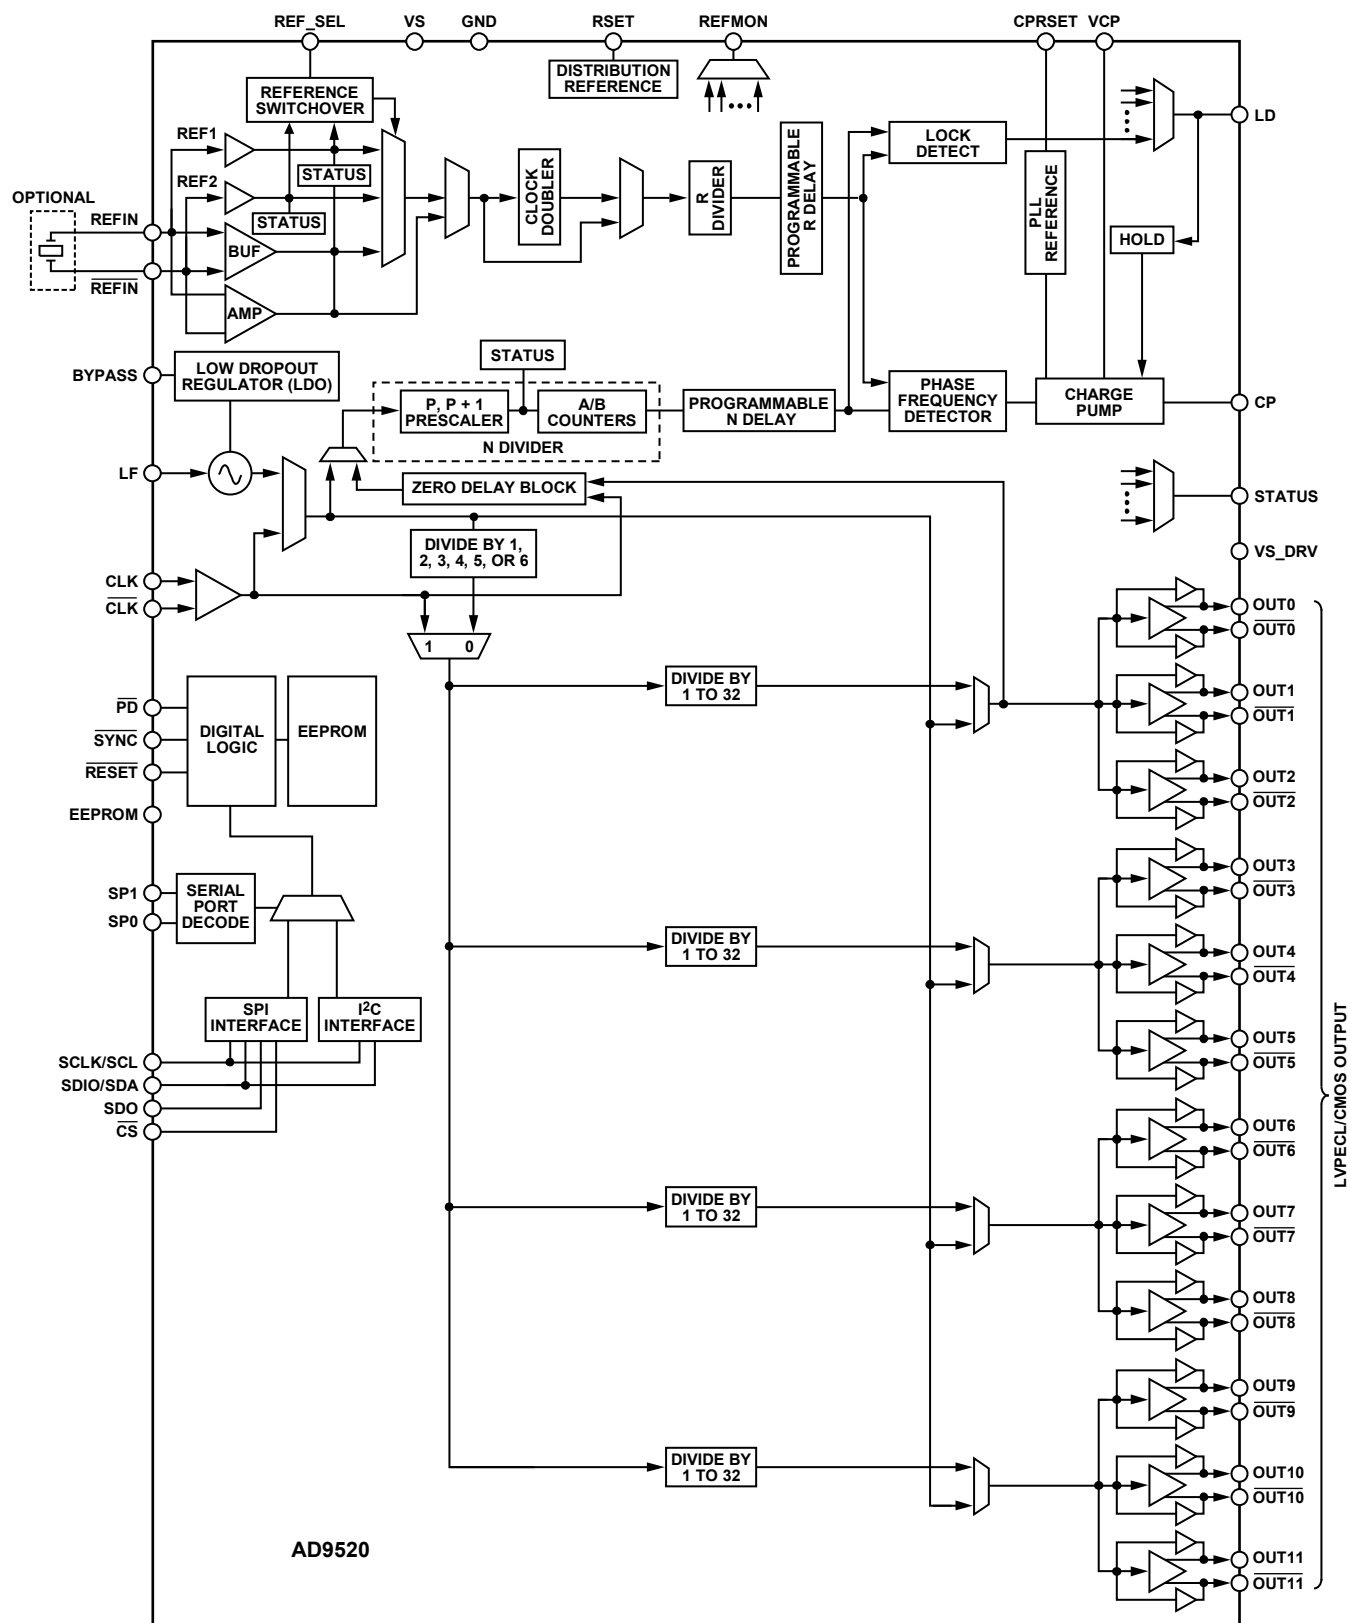 REF_SEL
VS
GND
RSET
REFMON
CPRSET
VCP
DISTRIBUTION
REFERENCE
REFERENCE
SWITCHOVER
LD
REF1
LOCK
DETECT
STATUS
REF2
CLOCK
DOUBLER
R
DIVIDER
PROGRAMMABLE
R DELAY
PLL
REFERENCE
OPTIONAL
REFIN
STATUS
BUF
HOLD
REFIN
AMP
STATUS
BYPASS
LOW DROPOUT
REGULATOR (LDO)
P, P + 1
PRESCALER
A/B
COUNTERS
N DIVIDER
PROGRAMMABLE
N DELAY
PHASE
FREQUENCY
DETECTOR
CHARGE
PUMP
CP
LF
ZERO DELAY BLOCK
STATUS
DIVIDE BY 1,
2, 3, 4, 5, OR 6
VS_DRV
CLK
CLK
1 0
OUT0
OUT0
DIVIDE BY
1 TO 32
OUT1
OUT1
PD
SYNC
RESET
DIGITAL
LOGIC
EEPROM
OUT2
OUT2
EEPROM
OUT3
OUT3
SP1
SP0
SERIAL
PORT
DECODE
DIVIDE BY
1 TO 32
OUT4
OUT4
SPI
INTERFACE
I2C
INTERFACE
OUT5
OUT5
SCLK/SCL
SDIO/SDA
SDO
CS
LVPECL/CMOS OUTPUT
OUT6
OUT6
DIVIDE BY
1 TO 32
OUT7
OUT7
OUT8
OUT8
OUT9
OUT9
DIVIDE BY
1 TO 32
OUT10
OUT10
AD9520
OUT11
OUT11